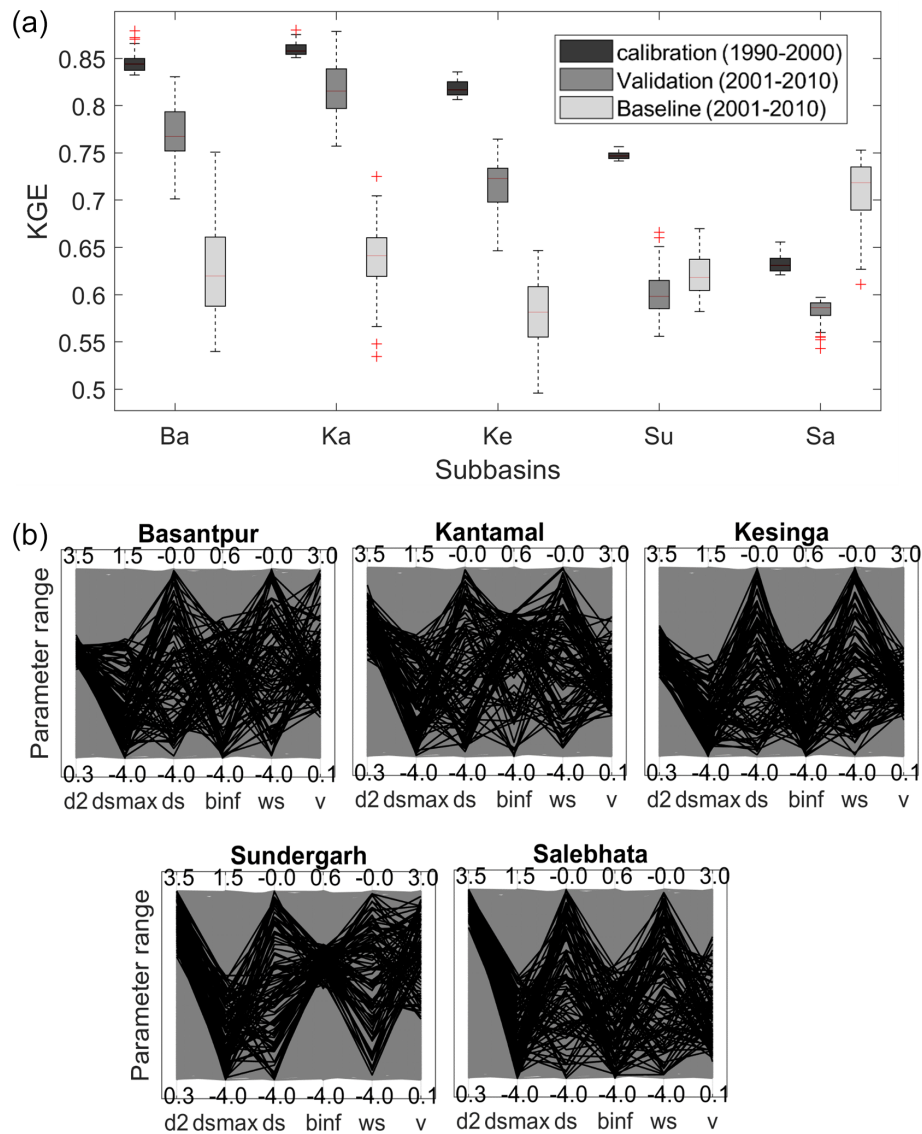 (a)
KGE
0.85
0.8
0.75
0.7
0.65
0.6
0.55
0.5
calibration (1990-2000)
Validation (2001-2010)
Baseline (2001-2010)
Ba Ka Ke Su Sa
Subbasins
(b)
Basantpur Kantamal Kesinga
3.5 1.5 -0.0 0.6 -0.0 3.0 3.5 1.5 -0.0 0.6 -0.0 3.0 3.5 1.5 -0.0 0.6 -0.0 3.0
Parameter range
0.3 -4.0 -4.0 -4.0 -4.0 0.1 0.3 -4.0 -4.0 -4.0 -4.0 0.1 0.3 -4.0 -4.0 -4.0 -4.0 0.1
d2 dsmax ds binf ws v d2 dsmax ds binf ws v d2 dsmax ds binf ws v
Sundergarh Salebhata
3.5 1.5 -0.0 0.6 -0.0 3.0 3.5 1.5 -0.0 0.6 -0.0 3.0
Parameter range
0.3 -4.0 -4.0 -4.0 -4.0 0.1 0.3 -4.0 -4.0 -4.0 -4.0 0.1
d2 dsmax ds binf ws v d2 dsmax ds binf ws v